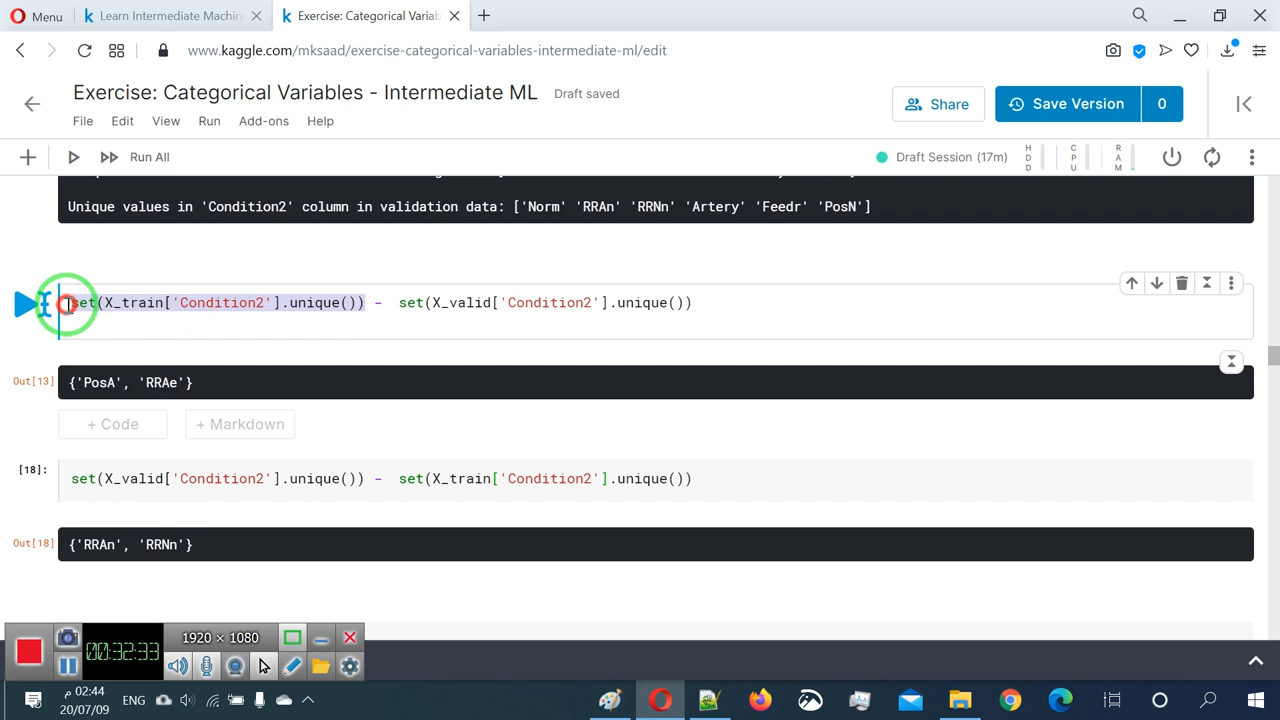 Menu
Learn Intermediate Machin
Exercise: Categorical Variab
www.kaggle.com/mksaad/exercise-categorical-variables-intermediate-ml/edit
Exercise: Categorical Variables - Intermediate ML
Draft saved
Share
Save Version
0
File
Edit
View
Run
Add-ons
Help
Run All
Draft Session (17m)
HDD
CPU
RAM
Unique values in 'Condition2' column in validation data: ['Norm' 'RRAn' 'RRNn' 'Artery' 'Feedr' 'PosN']
set(X_train['Condition2'].unique()) - set(X_valid['Condition2'].unique())
Out[13]
{'PosA', 'RRAe'}
+ Code
+ Markdown
[18]:
set(X_valid['Condition2'].unique()) - set(X_train['Condition2'].unique())
Out[18]
{'RRAn', 'RRNn'}
00:32:33
1920 × 1080
02:44 م
20/07/09
ENG